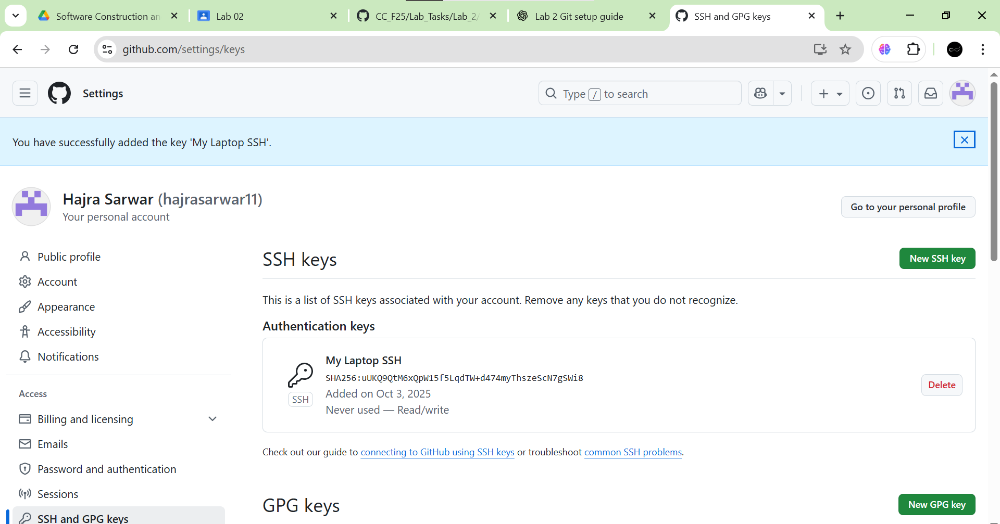 Software Construction an
Lab 02
CC_F25/Lab_Tasks/Lab_2/
Lab 2 Git setup guide
SSH and GPG keys
github.com/settings/keys
Settings
Type / to search
You have successfully added the key 'My Laptop SSH'.
Hajra Sarwar (hajrasarwar11)
Your personal account
Go to your personal profile
Public profile
Account
Appearance
Accessibility
Notifications
Access
Billing and licensing
Emails
Password and authentication
Sessions
SSH and GPG keys
SSH keys
New SSH key
This is a list of SSH keys associated with your account. Remove any keys that you do not recognize.
Authentication keys
My Laptop SSH
SHA256:uUKQ9QtM6xQpW15f5LqdTW+d474myThszeScN7gSWi8
SSH
Added on Oct 3, 2025
Never used — Read/write
Delete
Check out our guide to connecting to GitHub using SSH keys or troubleshoot common SSH problems.
GPG keys
New GPG key